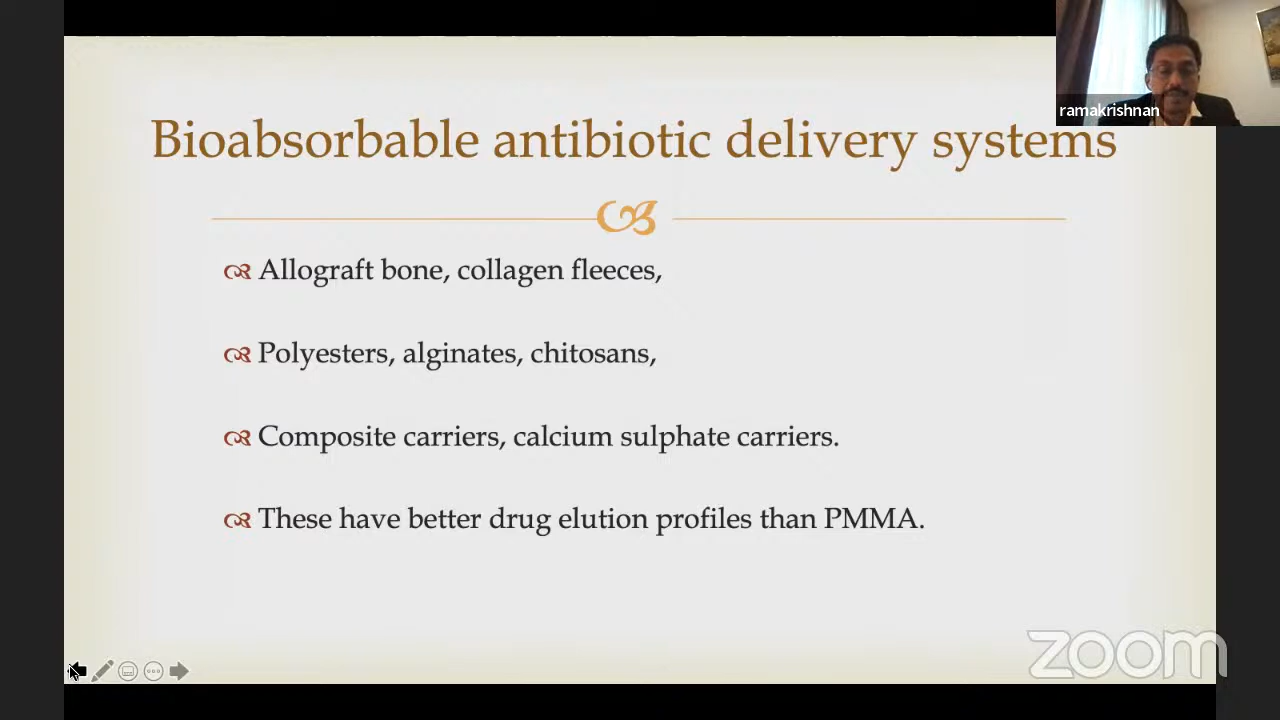 ramakrishnan
Bioabsorbable antibiotic delivery systems
Allograft bone, collagen fleeces,
Polyesters, alginates, chitosans,
Composite carriers, calcium sulphate carriers.
These have better drug elution profiles than PMMA.
zoom